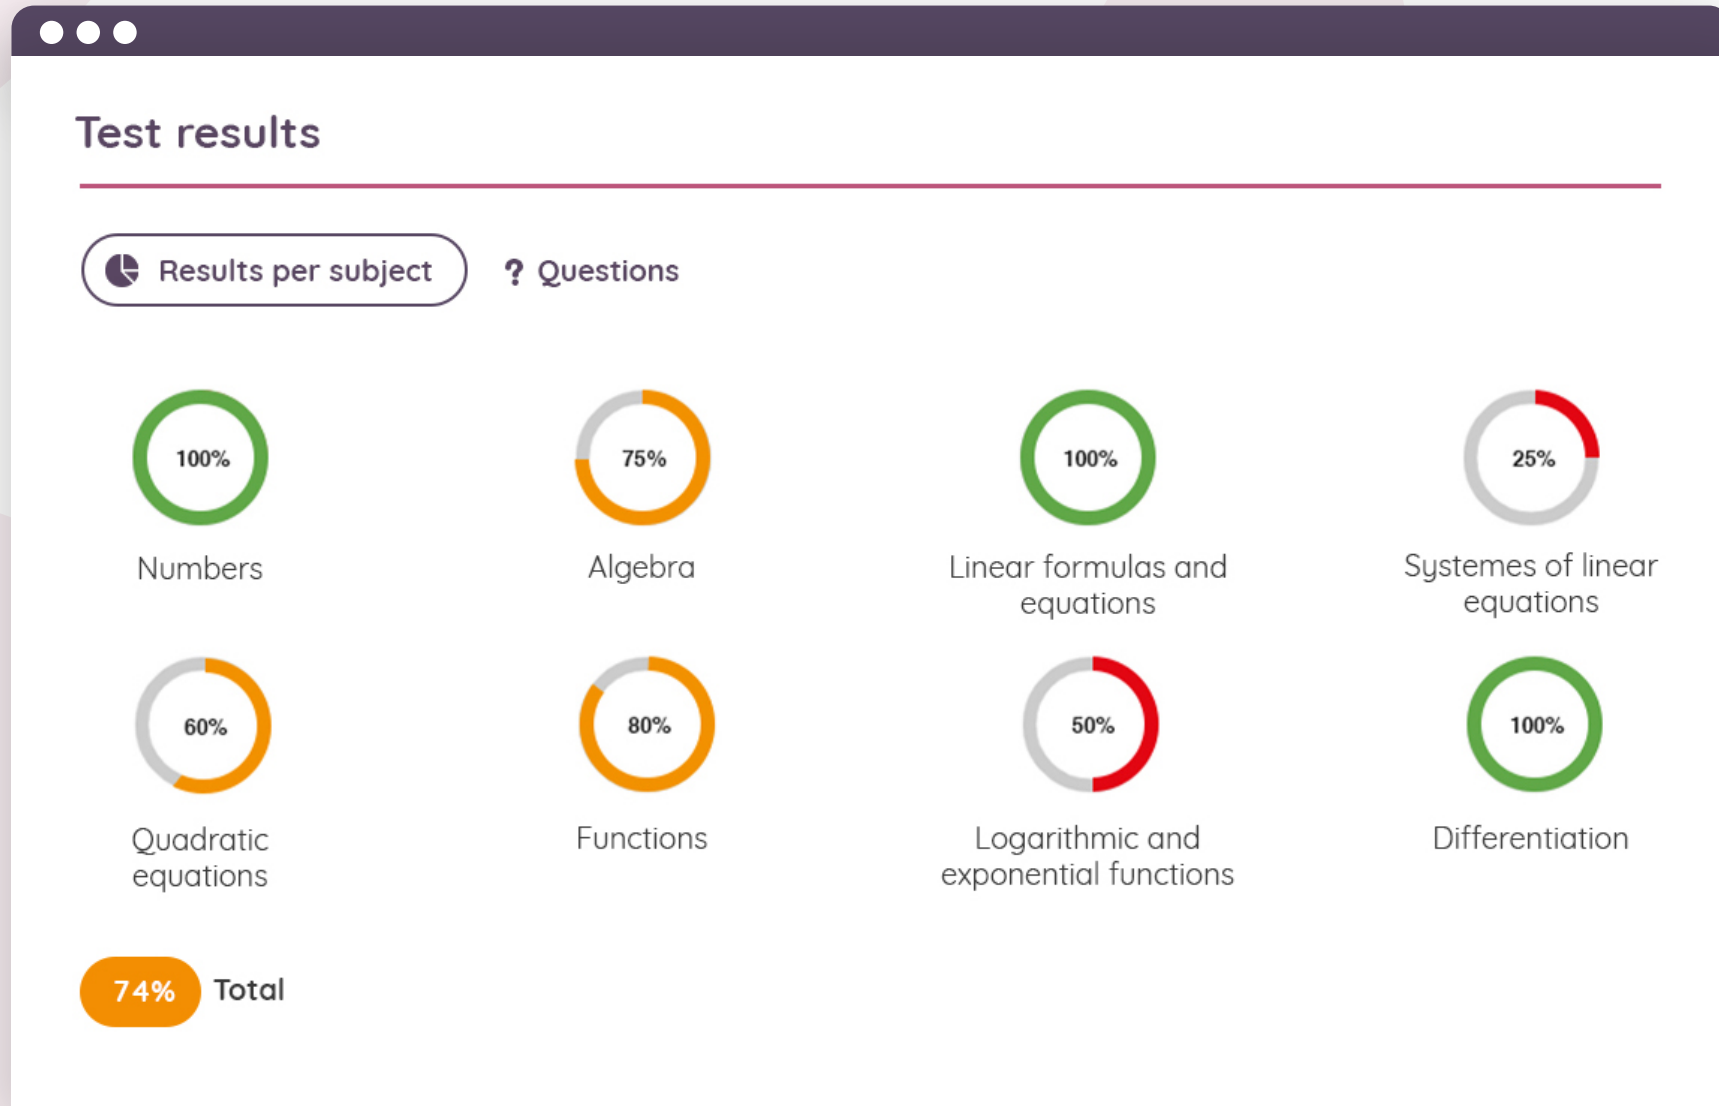 Test results
Results per subject
? Questions
100%
75%
100%
25%
Numbers
Algebra
Linear formulas and
equations
Systemes of linear
equations
60%
80%
50%
100%
Quadratic
equations
Functions
Logarithmic and
exponential functions
Differentiation
74% Total